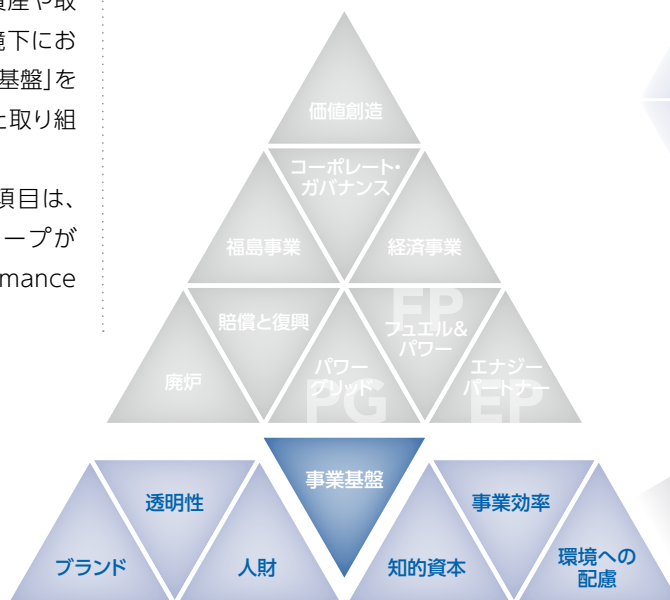 資産や取
境下にお
基盤」を
と取り組
項目は、
ープが
mance
価値創造
コーポレート・
ガバナンス
福島事業
経済事業
賠償と復興
FP
フュエル&
パワー
廃炉
パワー
グリッド
PG
エナジー
パートナー
EP
事業基盤
透明性
事業効率
ブランド
人財
知的資本
環境への
配慮